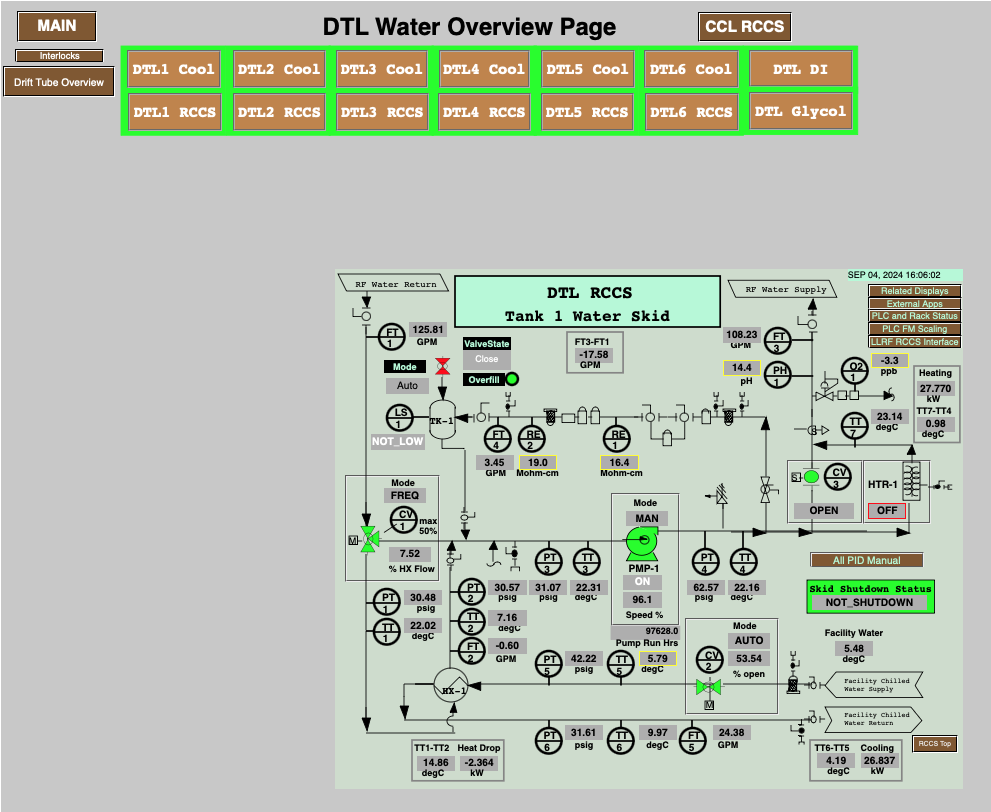 MAIN
DTL Water Overview Page
CCL RCCS
Interlocks
Drift Tube Overview
DTL1 Cool
DTL2 Cool
DTL3 Cool
DTL4 Cool
DTL5 Cool
DTL6 Cool
DTL DI
DTL1 RCCS
DTL2 RCCS
DTL3 RCCS
DTL4 RCCS
DTL5 RCCS
DTL6 RCCS
DTL Glycol
SEP 04, 2024 16:06:02
RF Water Return
DTL RCCS
Tank 1 Water Skid
RF Water Supply
Related Displays
External Apps
PLC and Rack Status
PLC FM Scaling
LLRF RCCS Interface
FT
1
125.81
GPM
ValveState
Close
Overfill
Mode
Auto
FT3-FT1
-17.58
GPM
108.23
GPM
FT
3
14.4
pH
PH
1
O2
1
-3.3
ppb
Heating
27.770
kW
TT7-TT4
0.98
degC
TT
7
23.14
degC
LS
1
NOT_LOW
TK-1
FT
4
3.45
GPM
RE
2
19.0
Mohm-cm
RE
1
16.4
Mohm-cm
S
CV
3
OPEN
HTR-1
OFF
Mode
FREQ
CV
1
max
50%
M
7.52
% HX Flow
Mode
MAN
PMP-1
ON
96.1
Speed %
97628.0
Pump Run Hrs
PT
3
31.07
psig
TT
3
22.31
degC
PT
4
62.57
psig
TT
4
22.16
degC
All PID Manual
Skid Shutdown Status
NOT_SHUTDOWN
PT
1
30.48
psig
TT
1
22.02
degC
PT
2
30.57
psig
TT
2
7.16
degC
FT
2
-0.60
GPM
HX-1
PT
5
42.22
psig
TT
5
5.79
degC
Mode
AUTO
CV
2
53.54
% open
M
Facility Water
5.48
degC
Facility Chilled
Water Supply
Facility Chilled
Water Return
PT
6
31.61
psig
TT
6
9.97
degC
FT
5
24.38
GPM
TT1-TT2
14.86
degC
Heat Drop
-2.364
kW
TT6-TT5
4.19
degC
Cooling
26.837
kW
RCCS Top